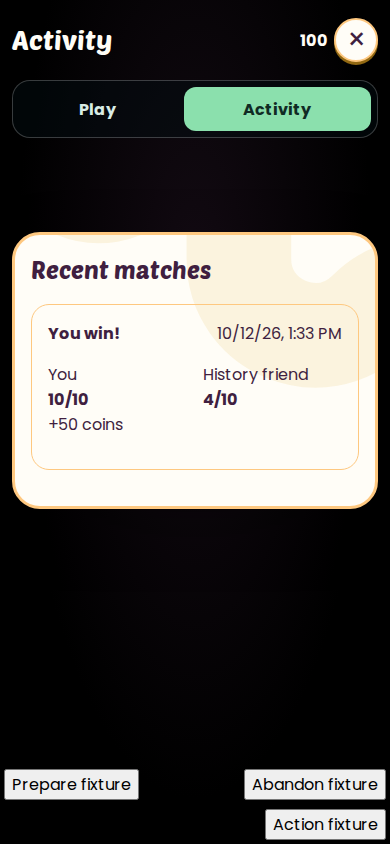 Activity
100 ×
Play Activity
Recent matches
You win! 10/12/26, 1:33 PM
You History friend
10/10 4/10
+50 coins
Prepare fixture Abandon fixture
Action fixture